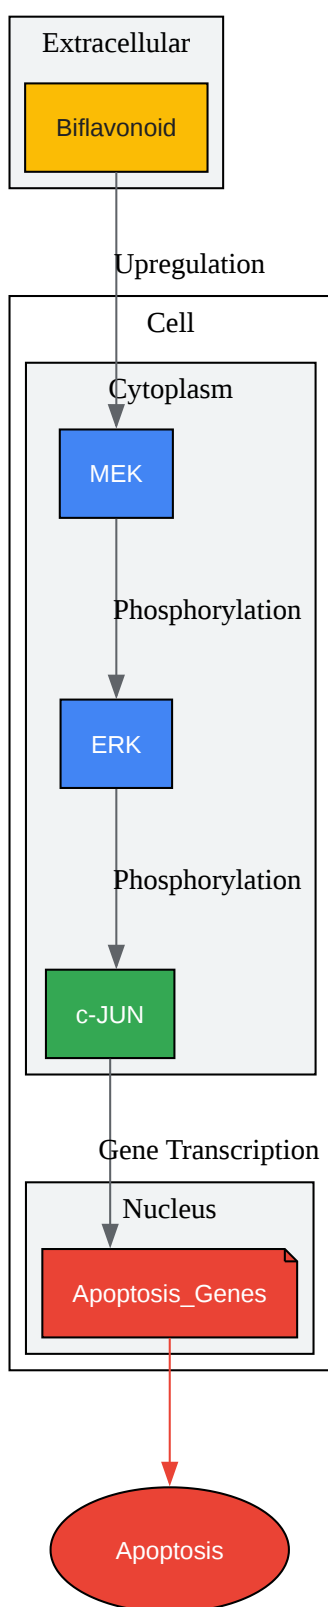 Extracellular
Biflavonoid
Upregulation
Cell
Cytoplasm
MEK
Phosphorylation
ERK
Phosphorylation
c-JUN
Gene Transcription
Nucleus
Apoptosis_Genes
Apoptosis